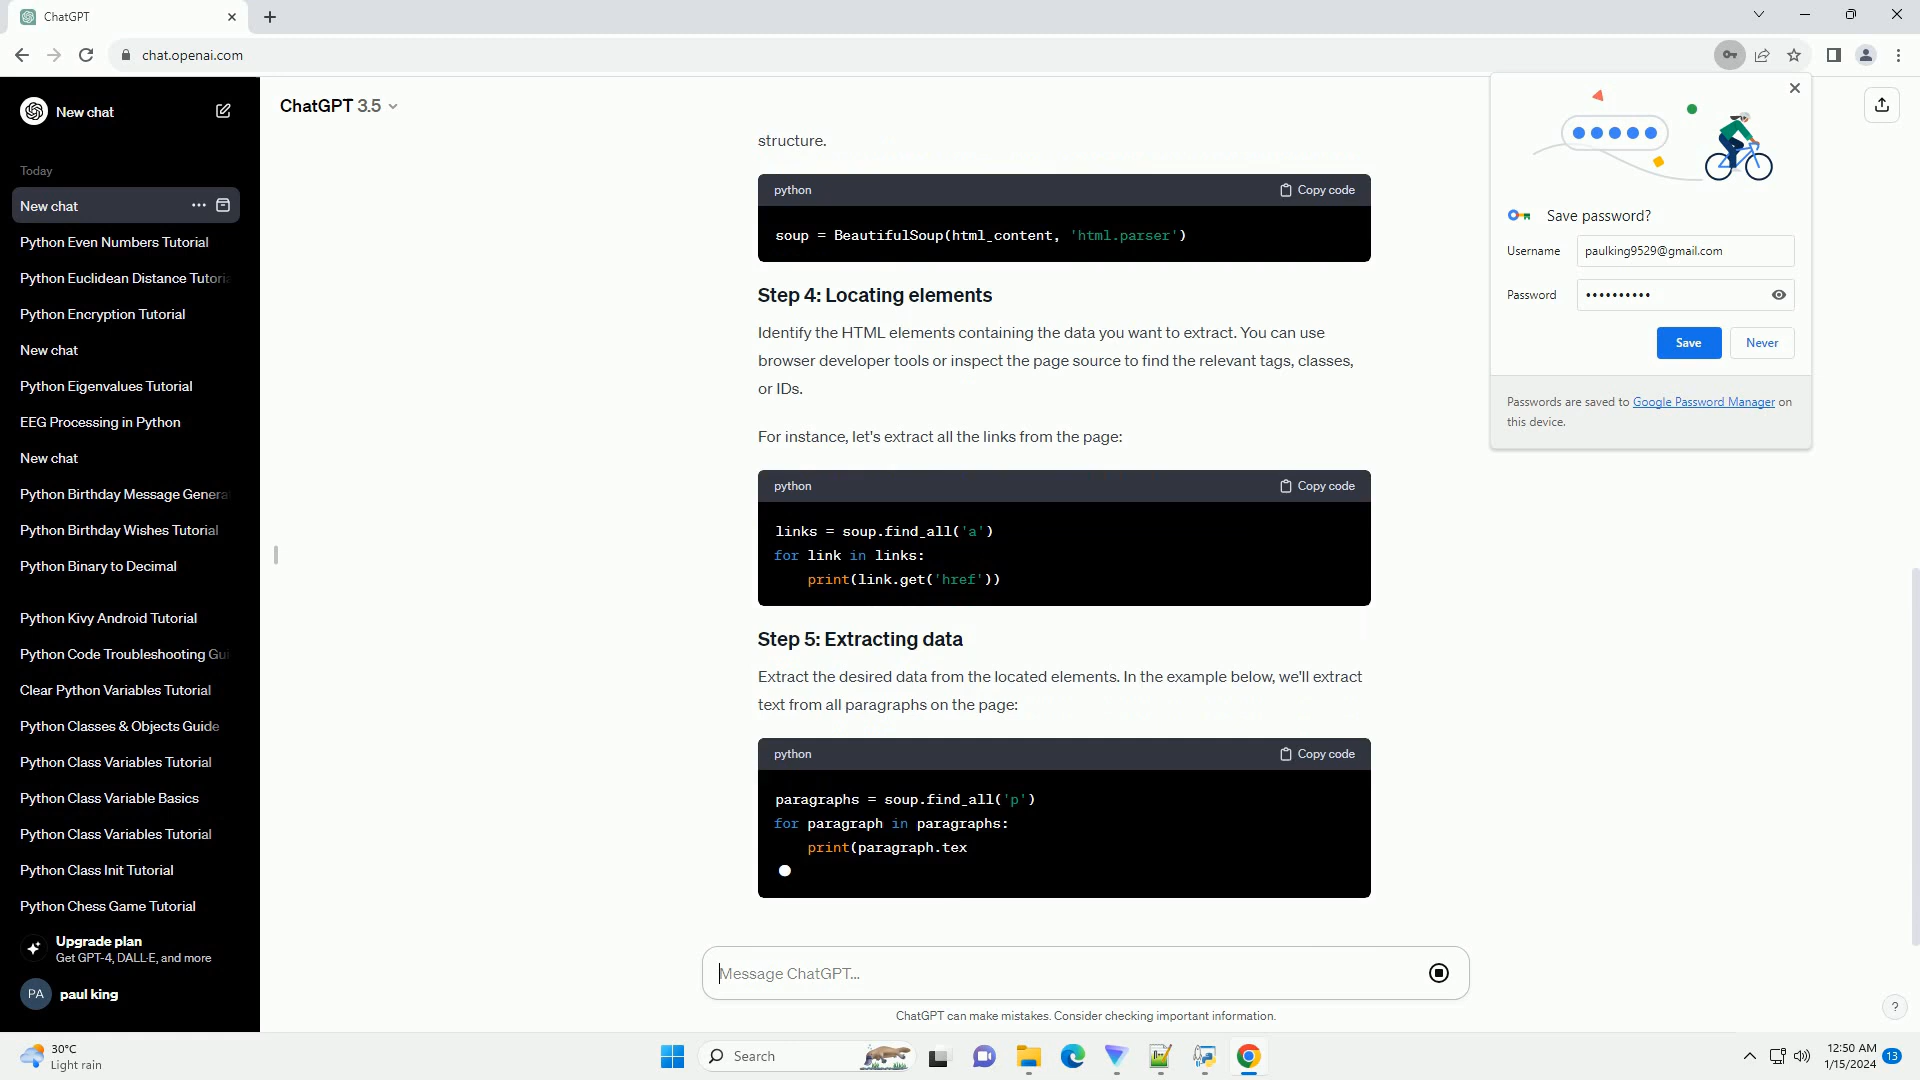 ChatGPT
chat.openai.com
New chat
Today
New chat
Python Even Numbers Tutorial
Python Euclidean Distance Tutoria
Python Encryption Tutorial
New chat
Python Eigenvalues Tutorial
EEG Processing in Python
New chat
Python Birthday Message Genera
Python Birthday Wishes Tutorial
Python Binary to Decimal
Python Kivy Android Tutorial
Python Code Troubleshooting Gui
Clear Python Variables Tutorial
Python Classes & Objects Guide
Python Class Variables Tutorial
Python Class Variable Basics
Python Class Variables Tutorial
Python Class Init Tutorial
Python Chess Game Tutorial
Upgrade plan
Get GPT-4, DALL·E, and more
PA paul king
ChatGPT 3.5
structure.
python Copy code
soup = BeautifulSoup(html_content, 'html.parser')
Step 4: Locating elements
Identify the HTML elements containing the data you want to extract. You can use
browser developer tools or inspect the page source to find the relevant tags, classes,
or IDs.
For instance, let's extract all the links from the page:
python Copy code
links = soup.find_all('a')
for link in links:
    print(link.get('href'))
Step 5: Extracting data
Extract the desired data from the located elements. In the example below, we'll extract
text from all paragraphs on the page:
python Copy code
paragraphs = soup.find_all('p')
for paragraph in paragraphs:
    print(paragraph.tex
Message ChatGPT...
ChatGPT can make mistakes. Consider checking important information.
Save password?
Username paulking9529@gmail.com
Password ••••••••••
Save Never
Passwords are saved to Google Password Manager on
this device.
?
30°C
Light rain
Search
12:50 AM
1/15/2024
13